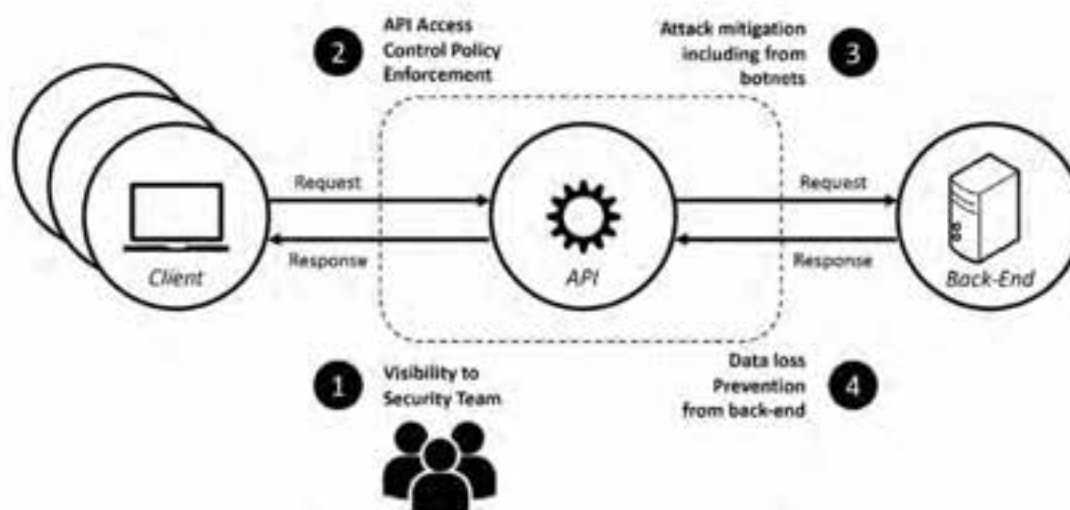 2
API Access
Control Policy
Enforcement
Attack mitigation
including from
botnets
3
Request
Request
Response
Response
Client
API
Back-End
1
Visibility to
Security Team
Data loss
Prevention
from back-end
4